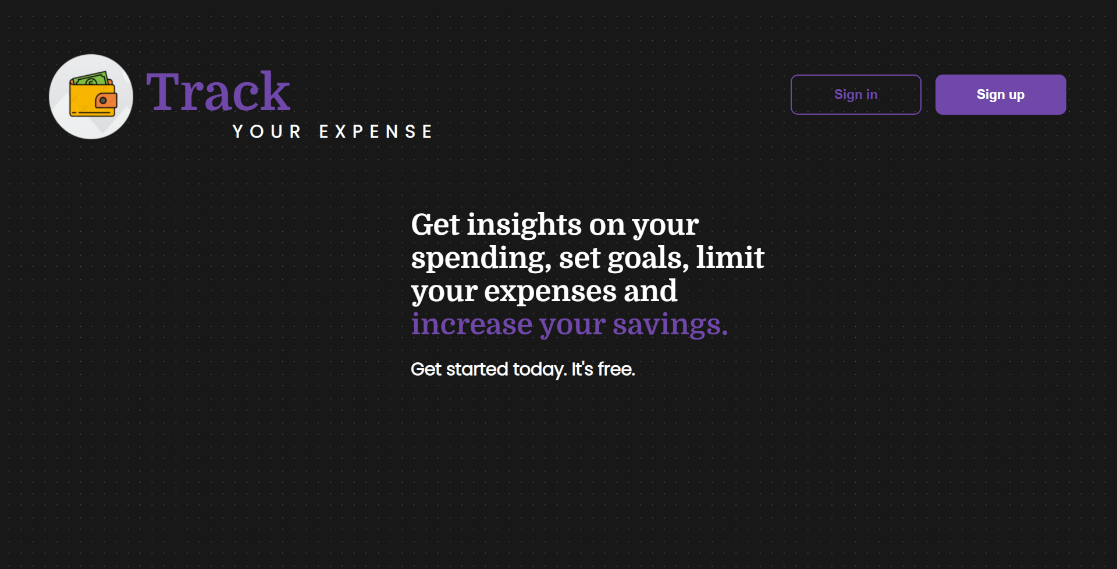 Track
YOUR EXPENSE
Sign in
Sign up
Get insights on your
spending, set goals, limit
your expenses and
increase your savings.
Get started today. It's free.